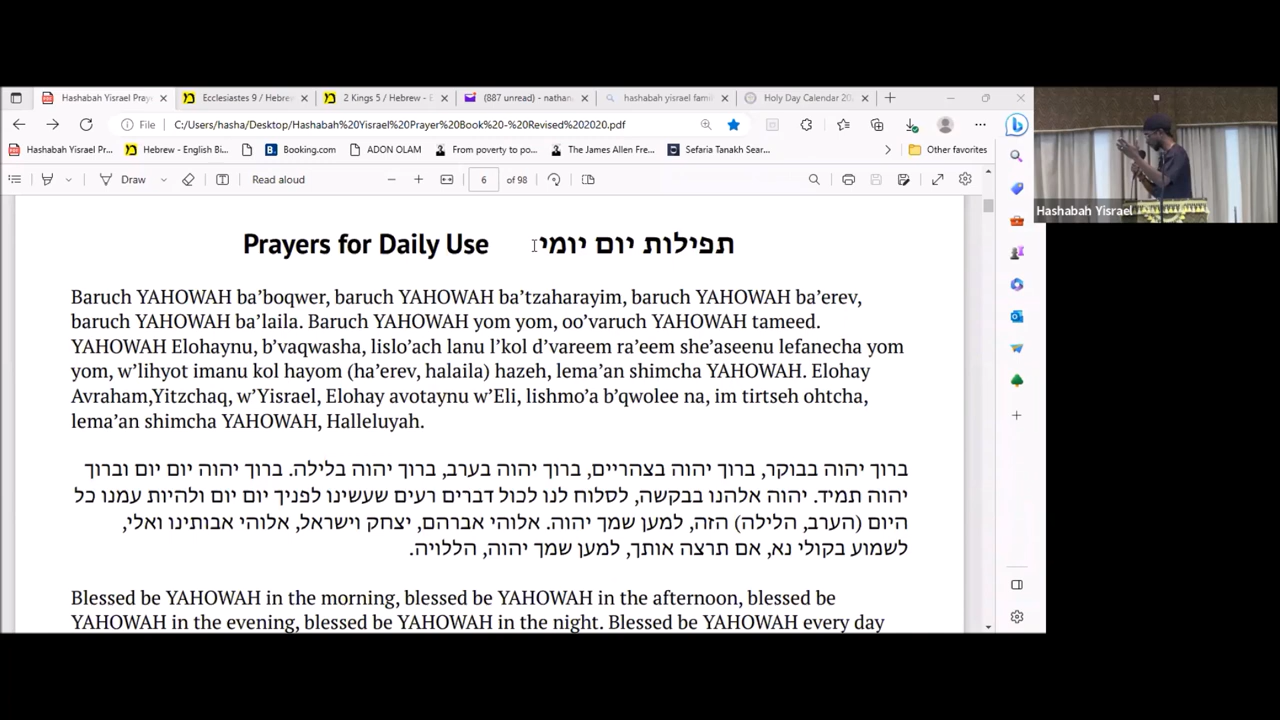 Hashabah Yisrael Praye
Ecclesiastes 9 / Hebre
2 Kings 5 / Hebrew - E
(887 unread) - nathan
hashabah yisrael fami
Holy Day Calendar 202
File
C:/Users/hasha/Desktop/Hashabah%20Yisrael%20Prayer%20Book%20-%20Revised%202020.pdf
Hashabah Yisrael Pr...
Hebrew - English Bi...
Booking.com
ADON OLAM
From poverty to po...
The James Allen Fre...
Sefaria Tanakh Sear...
Other favorites
Draw
Read aloud
6
of 98
Hashabah Yisrael
Prayers for Daily Use תפילות יום יומי
Baruch YAHOWAH ba’boqwer, baruch YAHOWAH ba’tzaharayim, baruch YAHOWAH ba’erev,
baruch YAHOWAH ba’laila. Baruch YAHOWAH yom yom, oo’varuch YAHOWAH tameed.
YAHOWAH Elohaynu, b’vaqwasha, lislo’ach lanu l’kol d’vareem ra’eem she’aseenu lefanecha yom
yom, w’lihyot imanu kol hayom (ha’erev, halaila) hazeh, lema’an shimcha YAHOWAH. Elohay
Avraham,Yitzchaq, w’Yisrael, Elohay avotaynu w’Eli, lishmo’a b’qwolee na, im tirtseh ohtcha,
lema’an shimcha YAHOWAH, Halleluyah.
ברוך יהוה בבוקר, ברוך יהוה בצהריים, ברוך יהוה בערב, ברוך יהוה בלילה. ברוך יהוה יום יום וברוך
יהוה תמיד. יהוה אלהנו בבקשה, לסלוח לנו לכול דברים רעים שעשינו לפניך יום יום ולהיות עמנו כל
היום (הערב, הלילה) הזה, למען שמך יהוה. אלוהי אברהם, יצחק וישראל, אלוהי אבותינו ואלי,
לשמוע בקולי נא, אם תרצה אותך, למען שמך יהוה, הללויה.
Blessed be YAHOWAH in the morning, blessed be YAHOWAH in the afternoon, blessed be
YAHOWAH in the evening, blessed be YAHOWAH in the night. Blessed be YAHOWAH every day